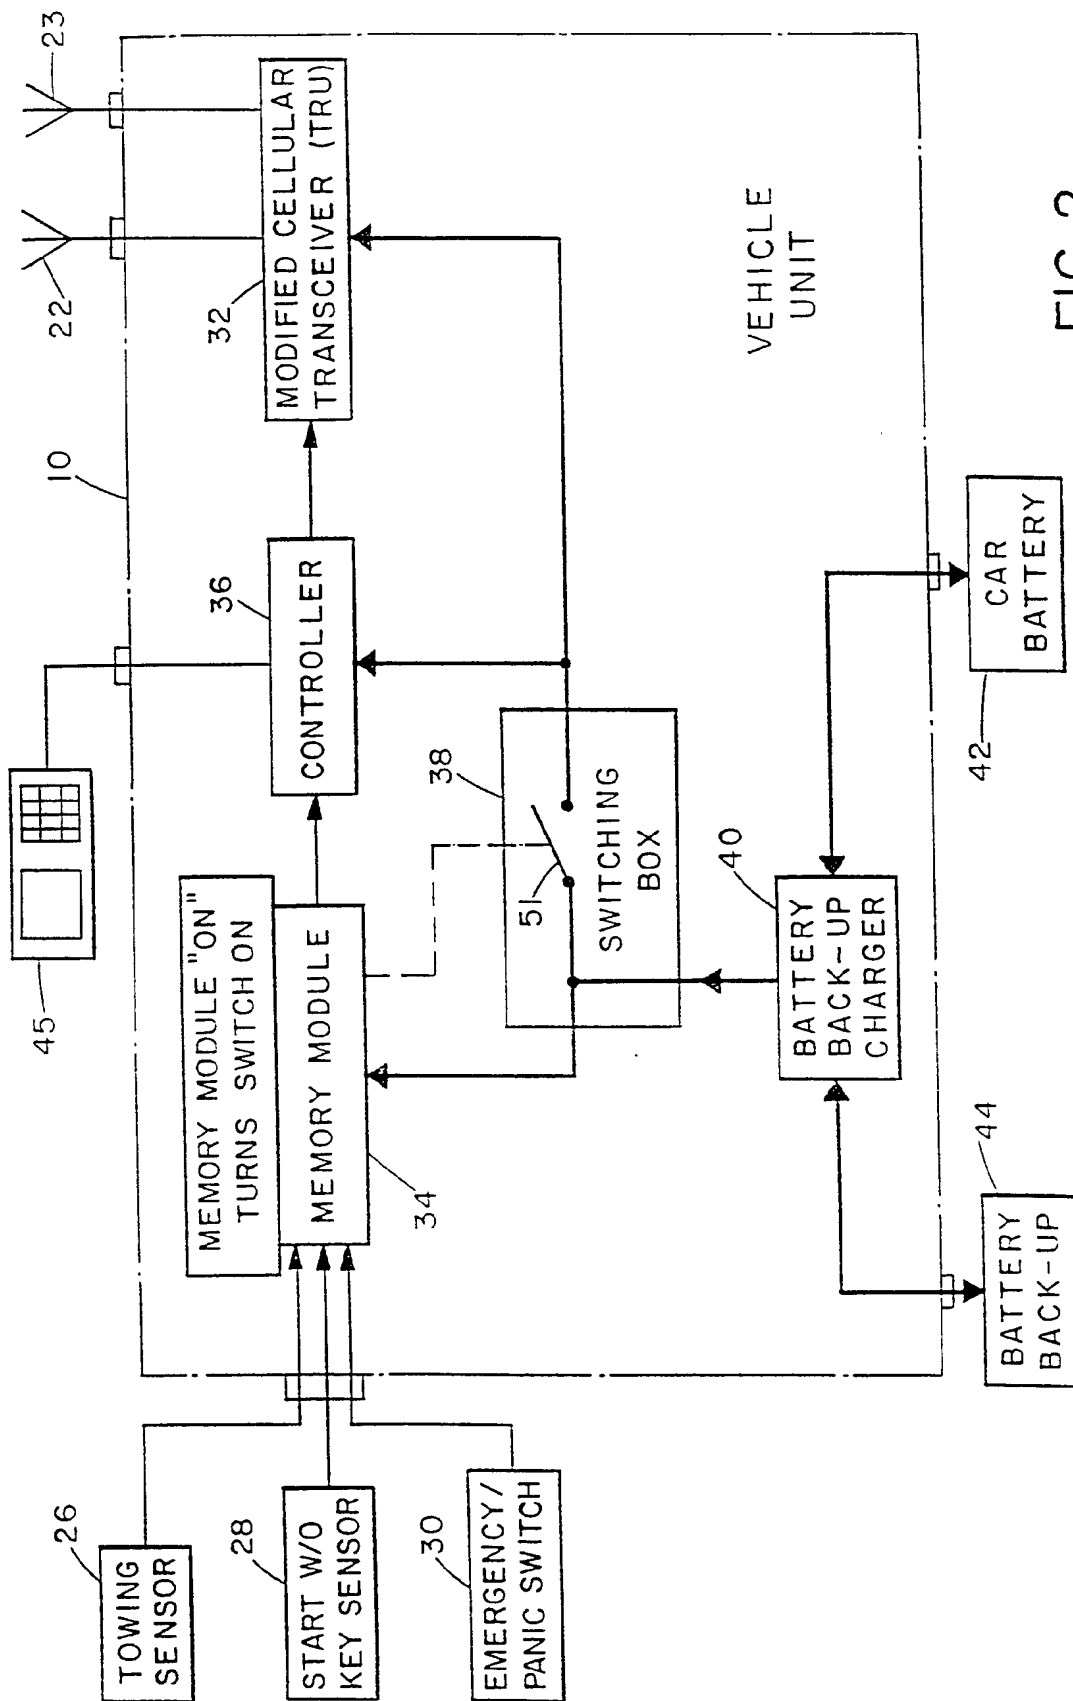 23
22
10
MODIFIED CELLULAR
TRANSCEIVER (TRU)
32
CONTROLLER
36
45
MEMORY MODULE "ON"
TURNS SWITCH ON
MEMORY MODULE
34
38
51
SWITCHING
BOX
VEHICLE
UNIT
26
TOWING
SENSOR
28
START W/O
KEY SENSOR
30
EMERGENCY/
PANIC SWITCH
40
BATTERY
BACK-UP
CHARGER
44
BATTERY
BACK-UP
42
CAR
BATTERY